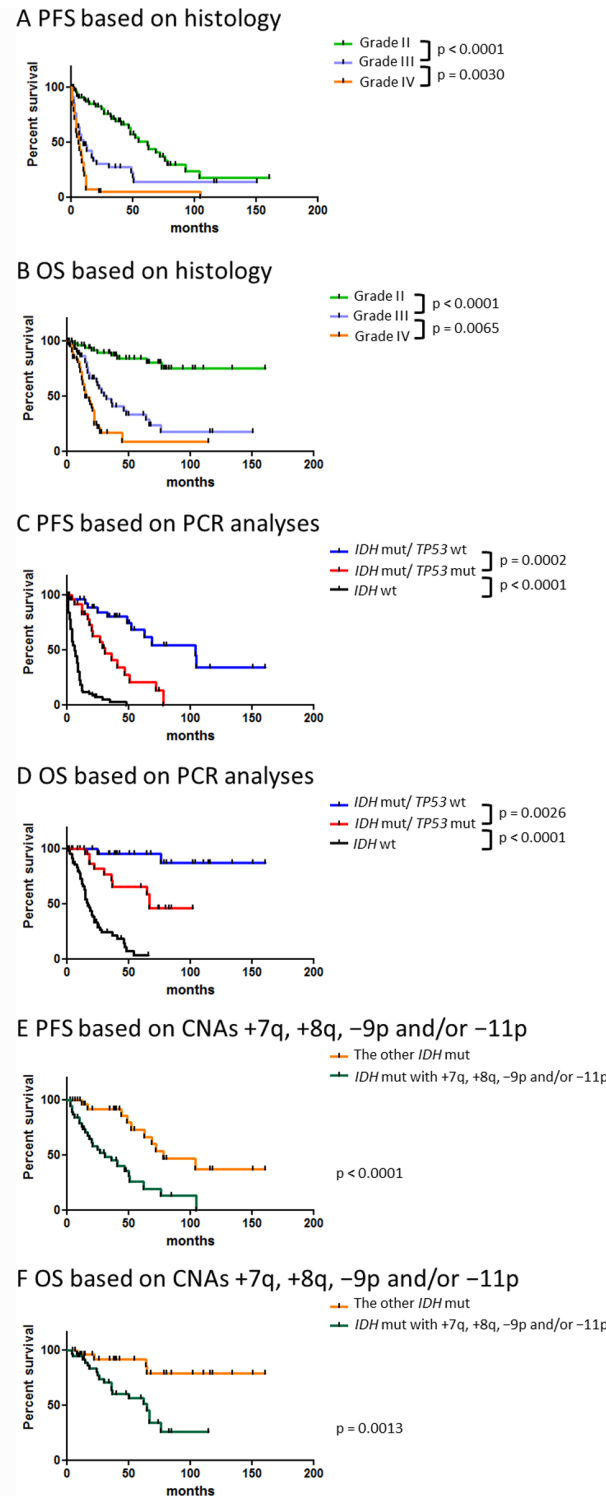 A PFS based on histology
Grade II
Grade III
Grade IV
p < 0.0001
p = 0.0030
Percent survival
100
50
0
0 50 100 150 200
months
B OS based on histology
Grade II
Grade III
Grade IV
p < 0.0001
p = 0.0065
Percent survival
100
50
0
0 50 100 150 200
months
C PFS based on PCR analyses
IDH mut/ TP53 wt
IDH mut/ TP53 mut
IDH wt
p = 0.0002
p < 0.0001
Percent survival
100
50
0
0 50 100 150 200
months
D OS based on PCR analyses
IDH mut/ TP53 wt
IDH mut/ TP53 mut
IDH wt
p = 0.0026
p < 0.0001
Percent survival
100
50
0
0 50 100 150 200
months
E PFS based on CNAs +7q, +8q, −9p and/or −11p
The other IDH mut
IDH mut with +7q, +8q, −9p and/or −11p
p < 0.0001
Percent survival
100
50
0
0 50 100 150 200
months
F OS based on CNAs +7q, +8q, −9p and/or −11p
The other IDH mut
IDH mut with +7q, +8q, −9p and/or −11p
p = 0.0013
Percent survival
100
50
0
0 50 100 150 200
months